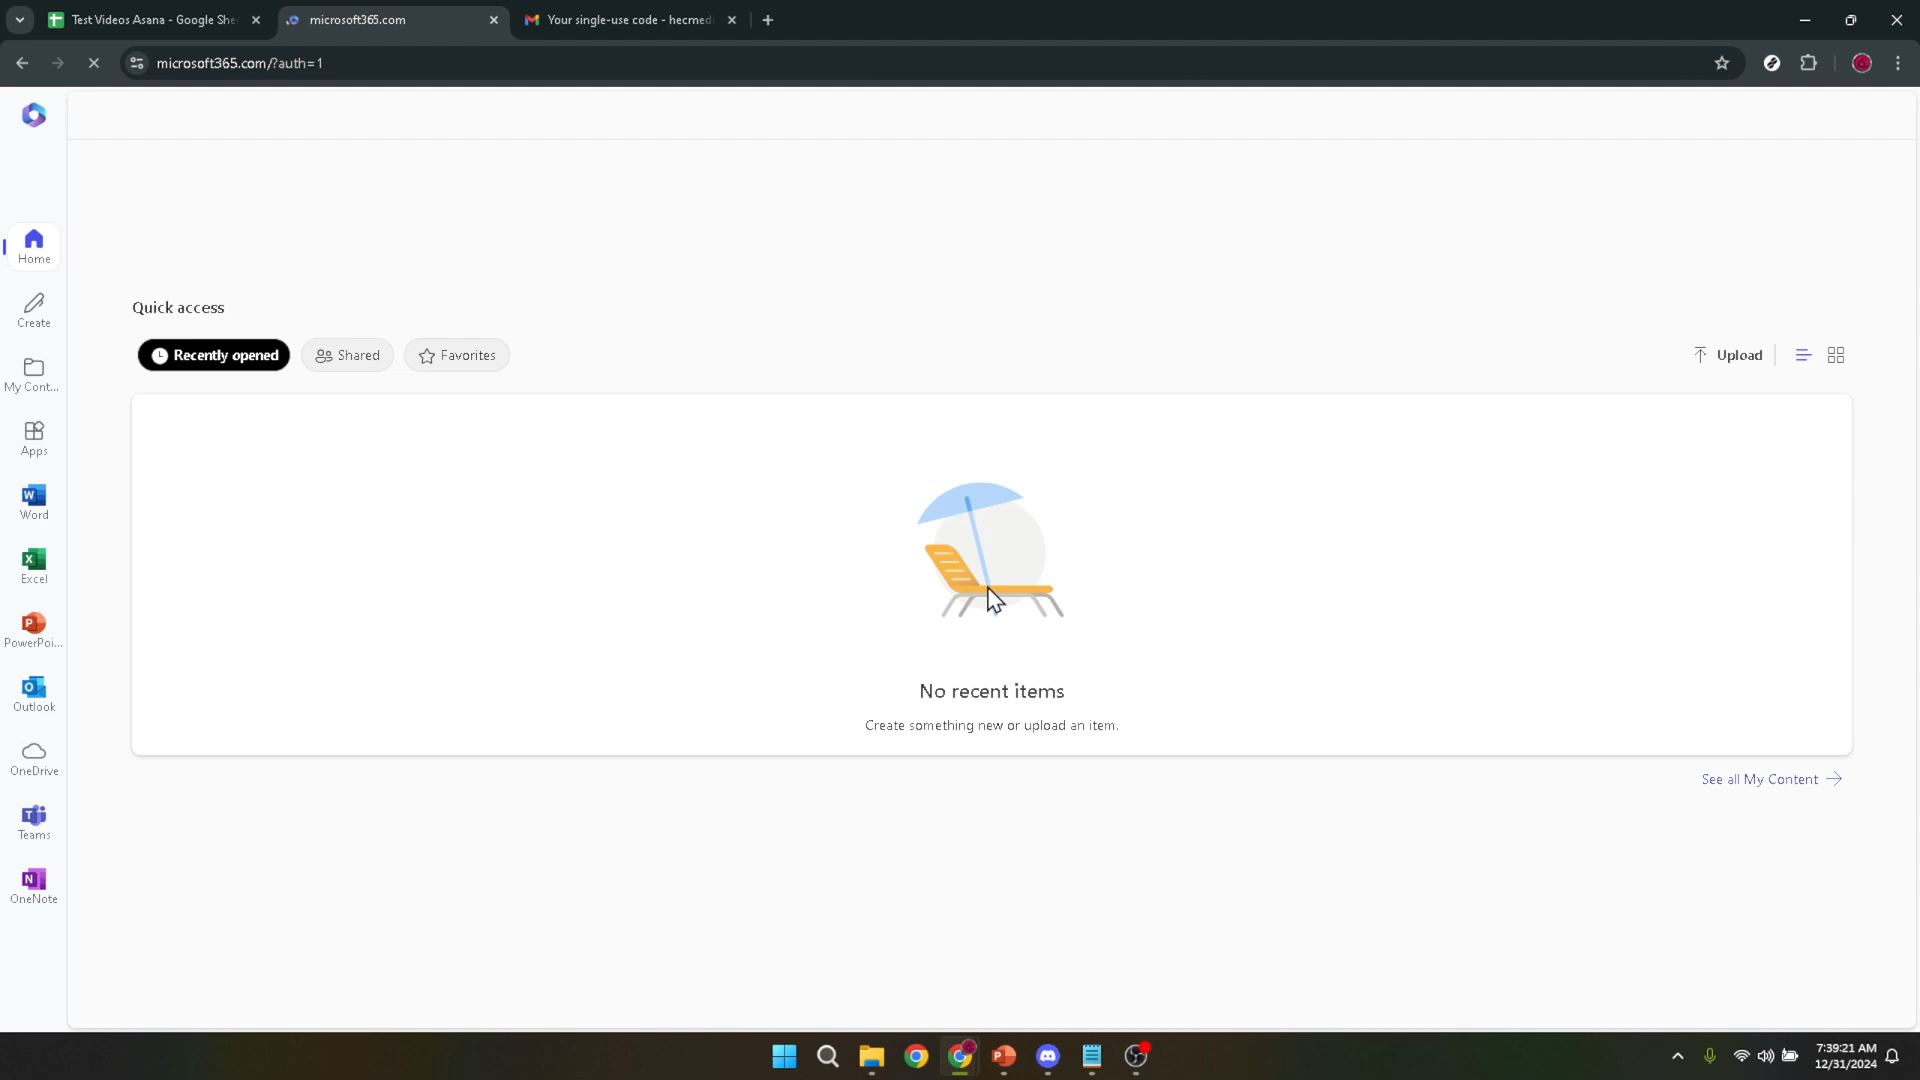 Test Videos Asana - Google She
microsoft365.com
Your single-use code - hecmed
microsoft365.com/?auth=1
Home
Create
My Cont...
Apps
Word
Excel
PowerPoi...
Outlook
OneDrive
Teams
OneNote
Quick access
Recently opened
Shared
Favorites
Upload
No recent items
Create something new or upload an item.
See all My Content
7:39:21 AM
12/31/2024